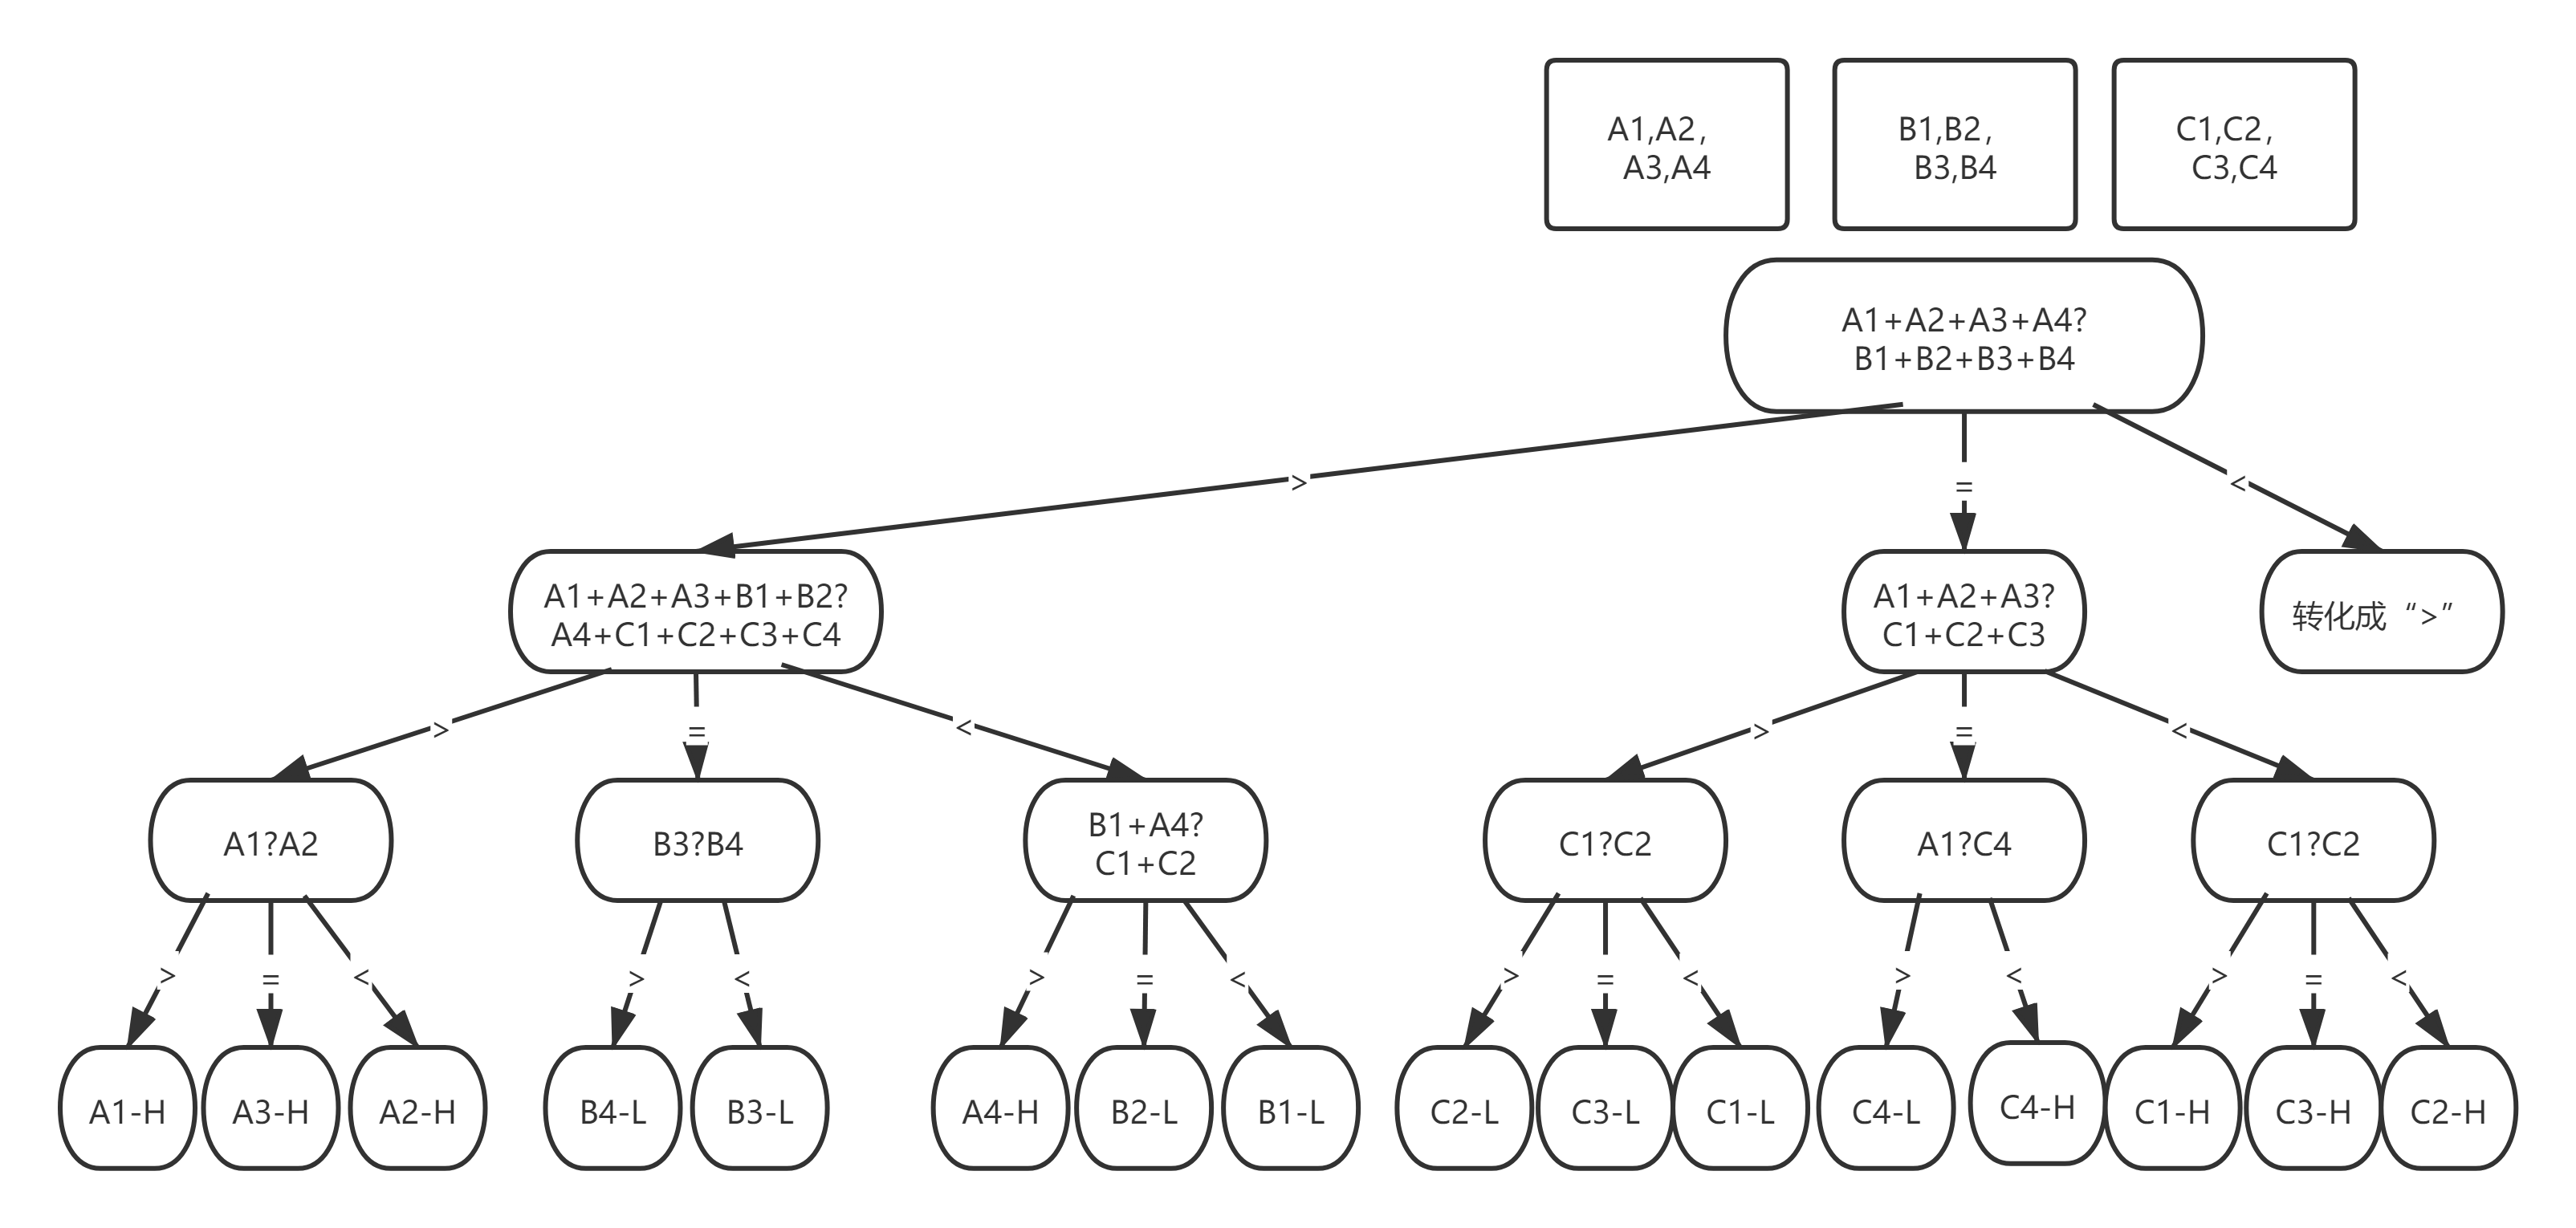 A1,A2,
A3,A4
B1,B2,
B3,B4
C1,C2,
C3,C4
A1+A2+A3+A4?
B1+B2+B3+B4
>
=
<
A1+A2+A3+B1+B2?
A4+C1+C2+C3+C4
A1+A2+A3?
C1+C2+C3
转化成“>”
>
=
<
>
=
<
A1?A2
B3?B4
B1+A4?
C1+C2
C1?C2
A1?C4
C1?C2
>
=
<
>
<
>
=
<
>
=
<
>
<
>
=
<
A1-H
A3-H
A2-H
B4-L
B3-L
A4-H
B2-L
B1-L
C2-L
C3-L
C1-L
C4-L
C4-H
C1-H
C3-H
C2-H